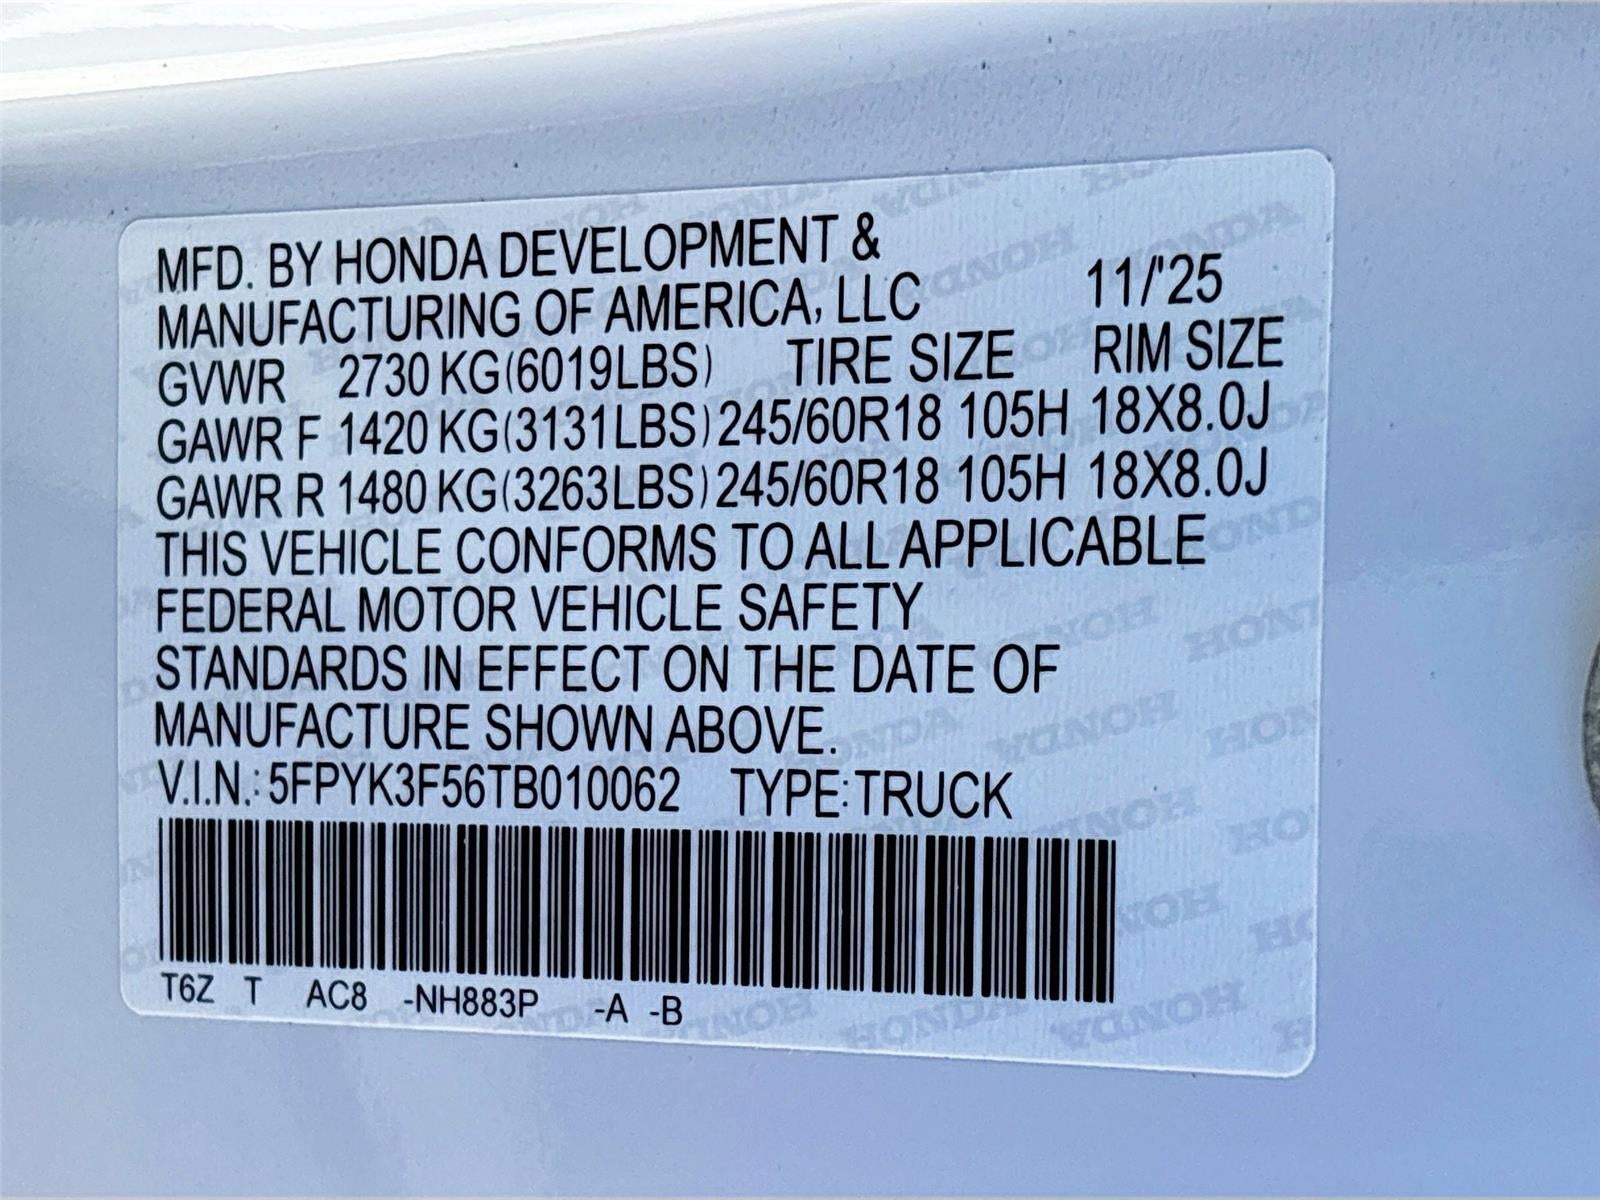 MFD. BY HONDA DEVELOPMENT &
MANUFACTURING OF AMERICA, LLC 11/'25
GVWR 2730 KG(6019LBS) TIRE SIZE RIM SIZE
GAWR F 1420 KG(3131LBS) 245/60R18 105H 18X8.0J
GAWR R 1480 KG(3263LBS) 245/60R18 105H 18X8.0J
THIS VEHICLE CONFORMS TO ALL APPLICABLE
FEDERAL MOTOR VEHICLE SAFETY
STANDARDS IN EFFECT ON THE DATE OF
MANUFACTURE SHOWN ABOVE.
V.I.N.: 5FPYK3F56TB010062 TYPE:TRUCK
T6Z T AC8 -NH883P -A -B